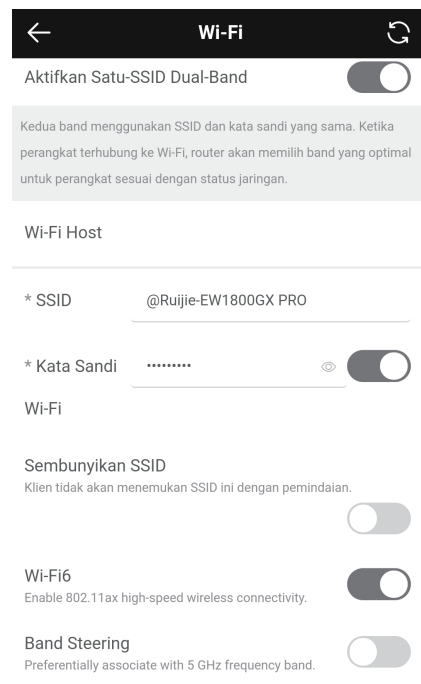 Wi-Fi
Aktifkan Satu-SSID Dual-Band
Kedua band menggunakan SSID dan kata sandi yang sama. Ketika
perangkat terhubung ke Wi-Fi, router akan memilih band yang optimal
untuk perangkat sesuai dengan status jaringan.
Wi-Fi Host
* SSID @Ruijie-EW1800GX PRO
* Kata Sandi •••••••••
Wi-Fi
Sembunyikan SSID
Klien tidak akan menemukan SSID ini dengan pemindaian.
Wi-Fi6
Enable 802.11ax high-speed wireless connectivity.
Band Steering
Preferentially associate with 5 GHz frequency band.